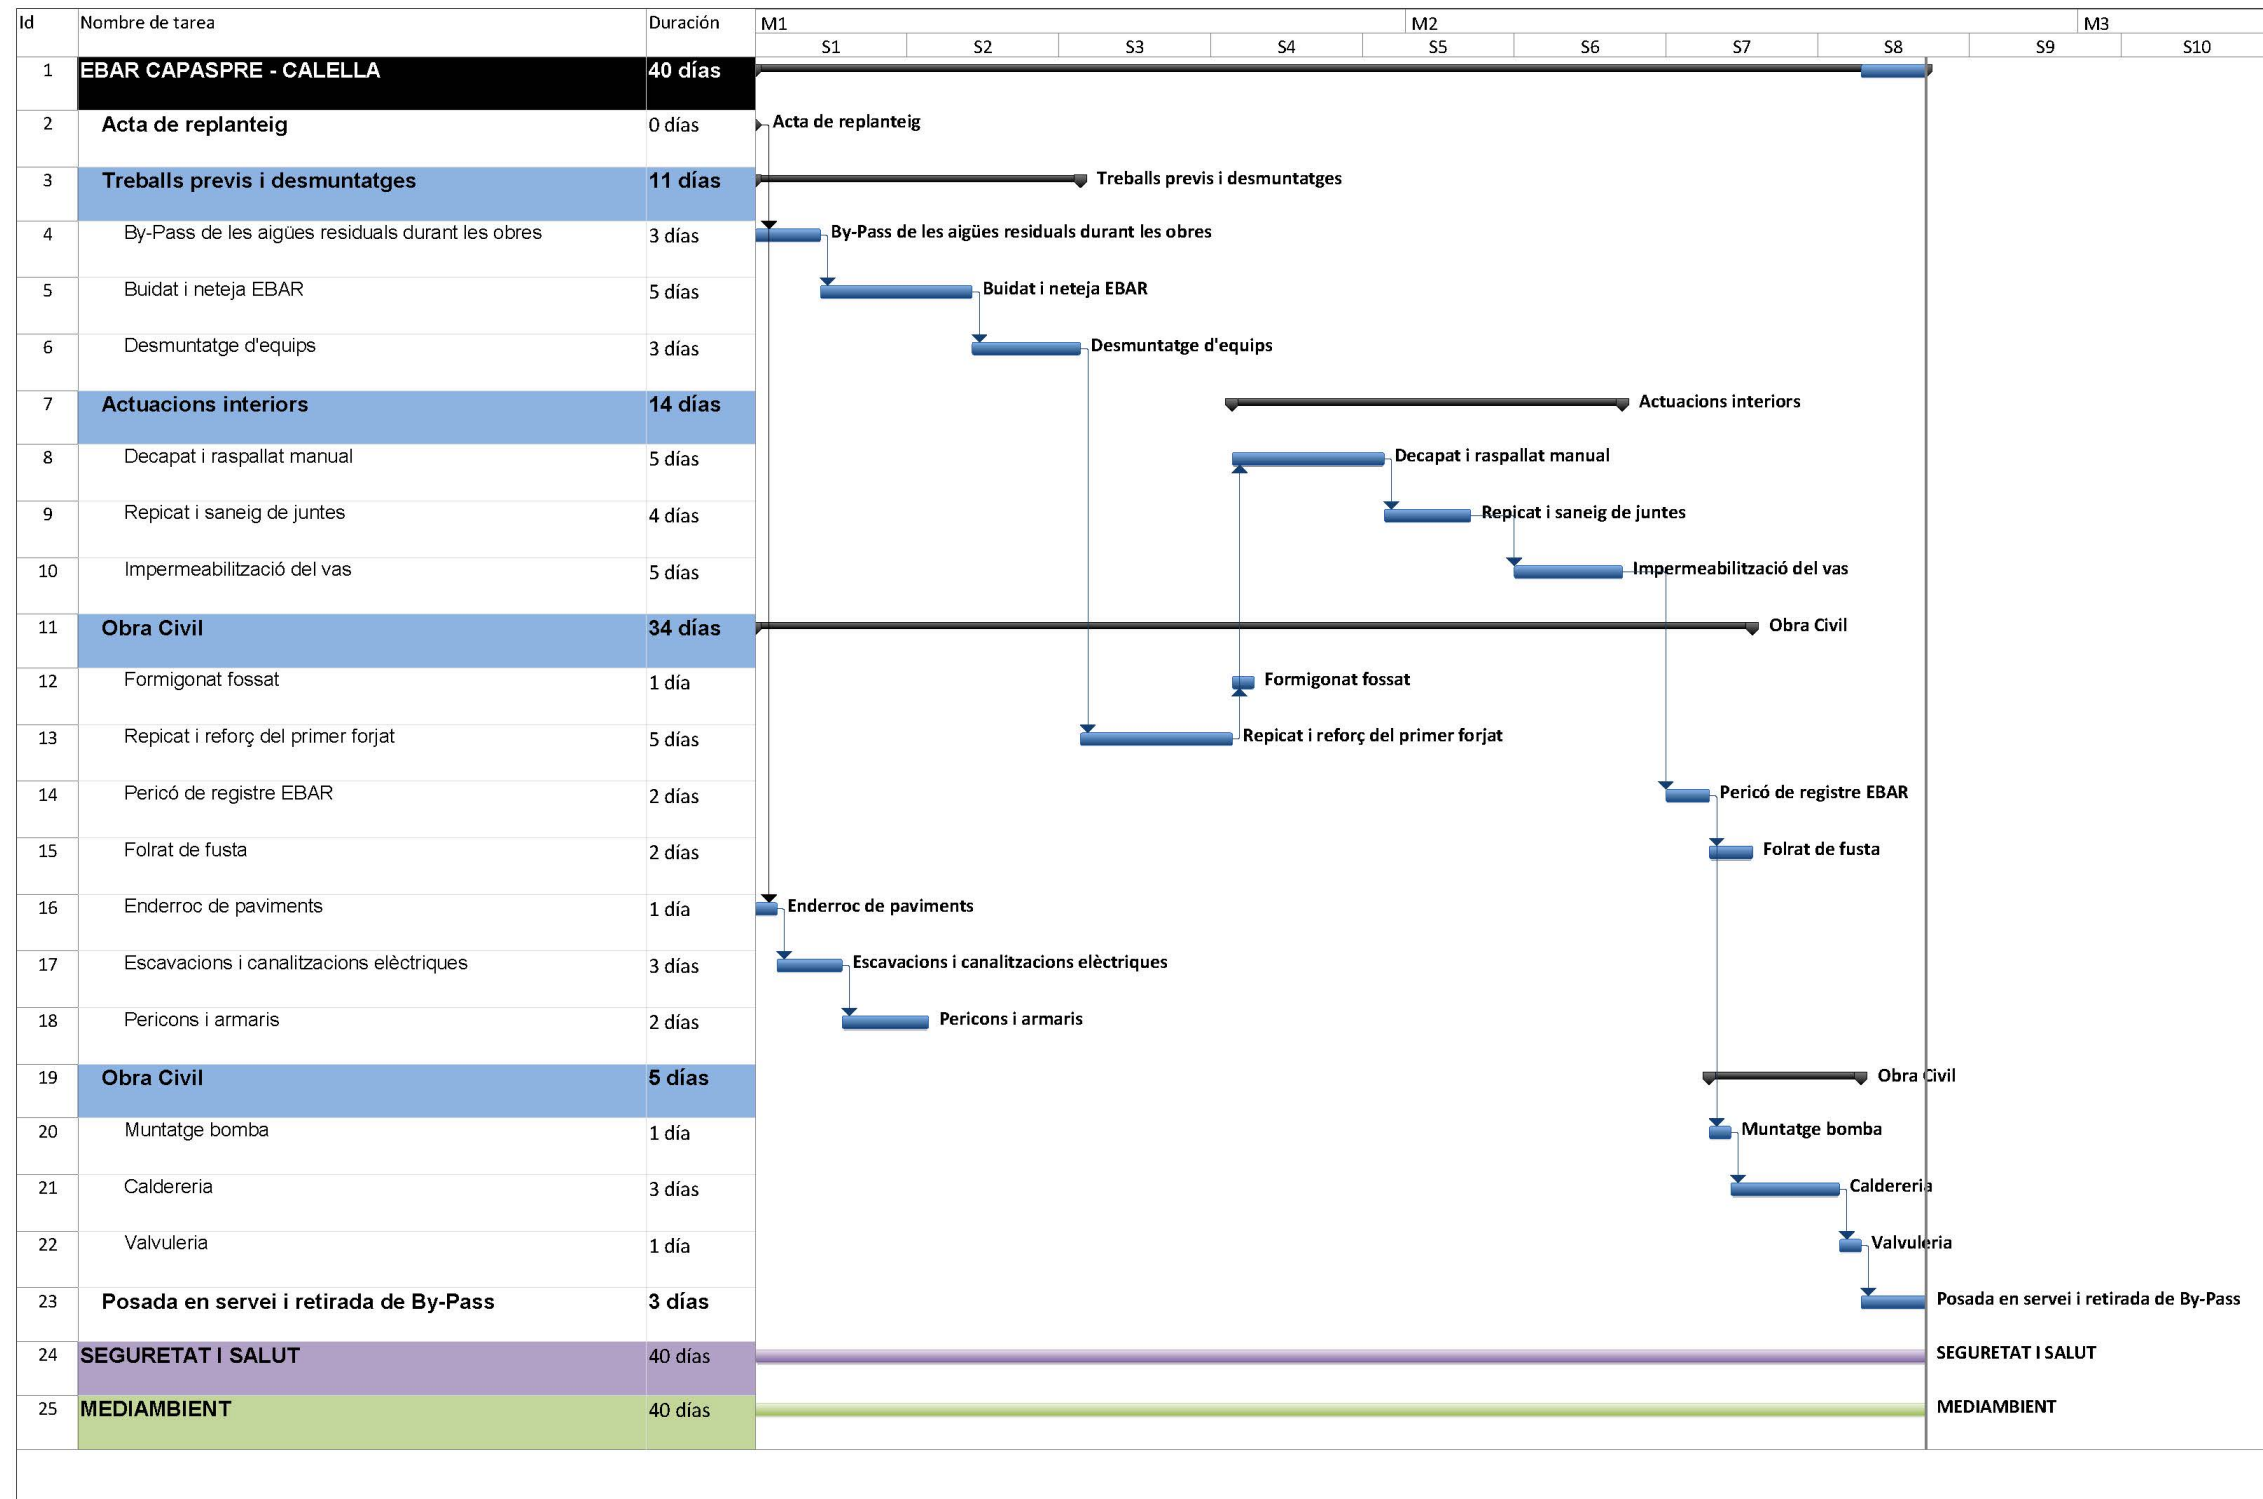 Id Nombre de tarea Duración M1 M2 M3
S1 S2 S3 S4 S5 S6 S7 S8 S9 S10
1 EBAR CAPASPRE - CALELLA 40 días
2 Acta de replanteig 0 días Acta de replanteig
3 Treballs previs i desmuntatges 11 días Treballs previs i desmuntatges
4 By-Pass de les aigües residuals durant les obres 3 días By-Pass de les aigües residuals durant les obres
5 Buidat i neteja EBAR 5 días Buidat i neteja EBAR
6 Desmuntatge d'equips 3 días Desmuntatge d'equips
7 Actuacions interiors 14 días Actuacions interiors
8 Decapat i raspallat manual 5 días Decapat i raspallat manual
9 Repicat i saneig de juntes 4 días Repicat i saneig de juntes
10 Impermeabilització del vas 5 días Impermeabilització del vas
11 Obra Civil 34 días Obra Civil
12 Formigonat fossat 1 día Formigonat fossat
13 Repicat i reforç del primer forjat 5 días Repicat i reforç del primer forjat
14 Pericó de registre EBAR 2 días Pericó de registre EBAR
15 Folrat de fusta 2 días Folrat de fusta
16 Enderroc de paviments 1 día Enderroc de paviments
17 Escavacions i canalitzacions elèctriques 3 días Escavacions i canalitzacions elèctriques
18 Pericons i armaris 2 días Pericons i armaris
19 Obra Civil 5 días Obra Civil
20 Muntatge bomba 1 día Muntatge bomba
21 Caldereria 3 días Caldereria
22 Valvuleria 1 día Valvuleria
23 Posada en servei i retirada de By-Pass 3 días Posada en servei i retirada de By-Pass
24 SEGURETAT I SALUT 40 días SEGURETAT I SALUT
25 MEDIAMBIENT 40 días MEDIAMBIENT